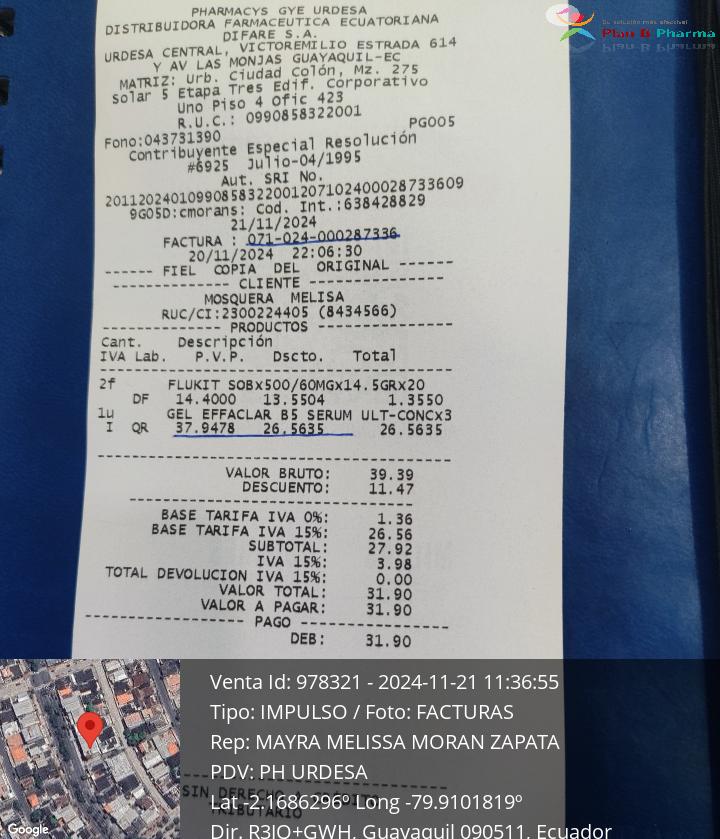 PHARMACYS GYE URDESA
DISTRIBUIDORA FARMACEUTICA ECUATORIANA
DIFARE S.A.
URDESA CENTRAL, VICTOREMILIO ESTRADA 614
Y AV LAS MONJAS GUAYAQUIL-EC
MATRIZ: Urb. Ciudad Colón, Mz. 275
Solar 5 Etapa Tres Edif. Corporativo
Uno Piso 4 Ofic 423
R.U.C.: 0990858322001
Fono:043731390 PG005
Contribuyente Especial Resolución
#6925 Julio-04/1995
Aut. SRI No.
2011202401099085832200120710240002873360​9
9G05D:cmorans: Cod. Int.:638428829
21/11/2024
FACTURA : 071-024-000287336
20/11/2024 22:06:30
------ FIEL COPIA DEL ORIGINAL ------
-------------- CLIENTE ----------------
MOSQUERA MELISA
RUC/CI:2300224405 (8434566)
--------------- PRODUCTOS ----------------
Cant. Descripción
IVA Lab. P.V.P. Dscto. Total
2f FLUKIT SOBx500/60MGx14.5GRx20
DF 14.4000 13.5504 1.3550
1u GEL EFFACLAR B5 SERUM ULT-CONCx3
I QR 37.9478 26.5635 26.5635
VALOR BRUTO: 39.39
DESCUENTO: 11.47
BASE TARIFA IVA 0%: 1.36
BASE TARIFA IVA 15%: 26.56
SUBTOTAL: 27.92
IVA 15%: 3.98
TOTAL DEVOLUCION IVA 15%: 0.00
VALOR TOTAL: 31.90
VALOR A PAGAR: 31.90
------------------- PAGO -----------------
DEB: 31.90
SIN DERECHO A CREDITO
TRIBUTARIO
Su solución más efectiva!
Plan B Pharma
Venta Id: 978321 - 2024-11-21 11:36:55
Tipo: IMPULSO / Foto: FACTURAS
Rep: MAYRA MELISSA MORAN ZAPATA
PDV: PH URDESA
Lat -2.1686296º Long -79.9101819º
Dir. R3JQ+GWH, Guayaquil 090511, Ecuador
Google